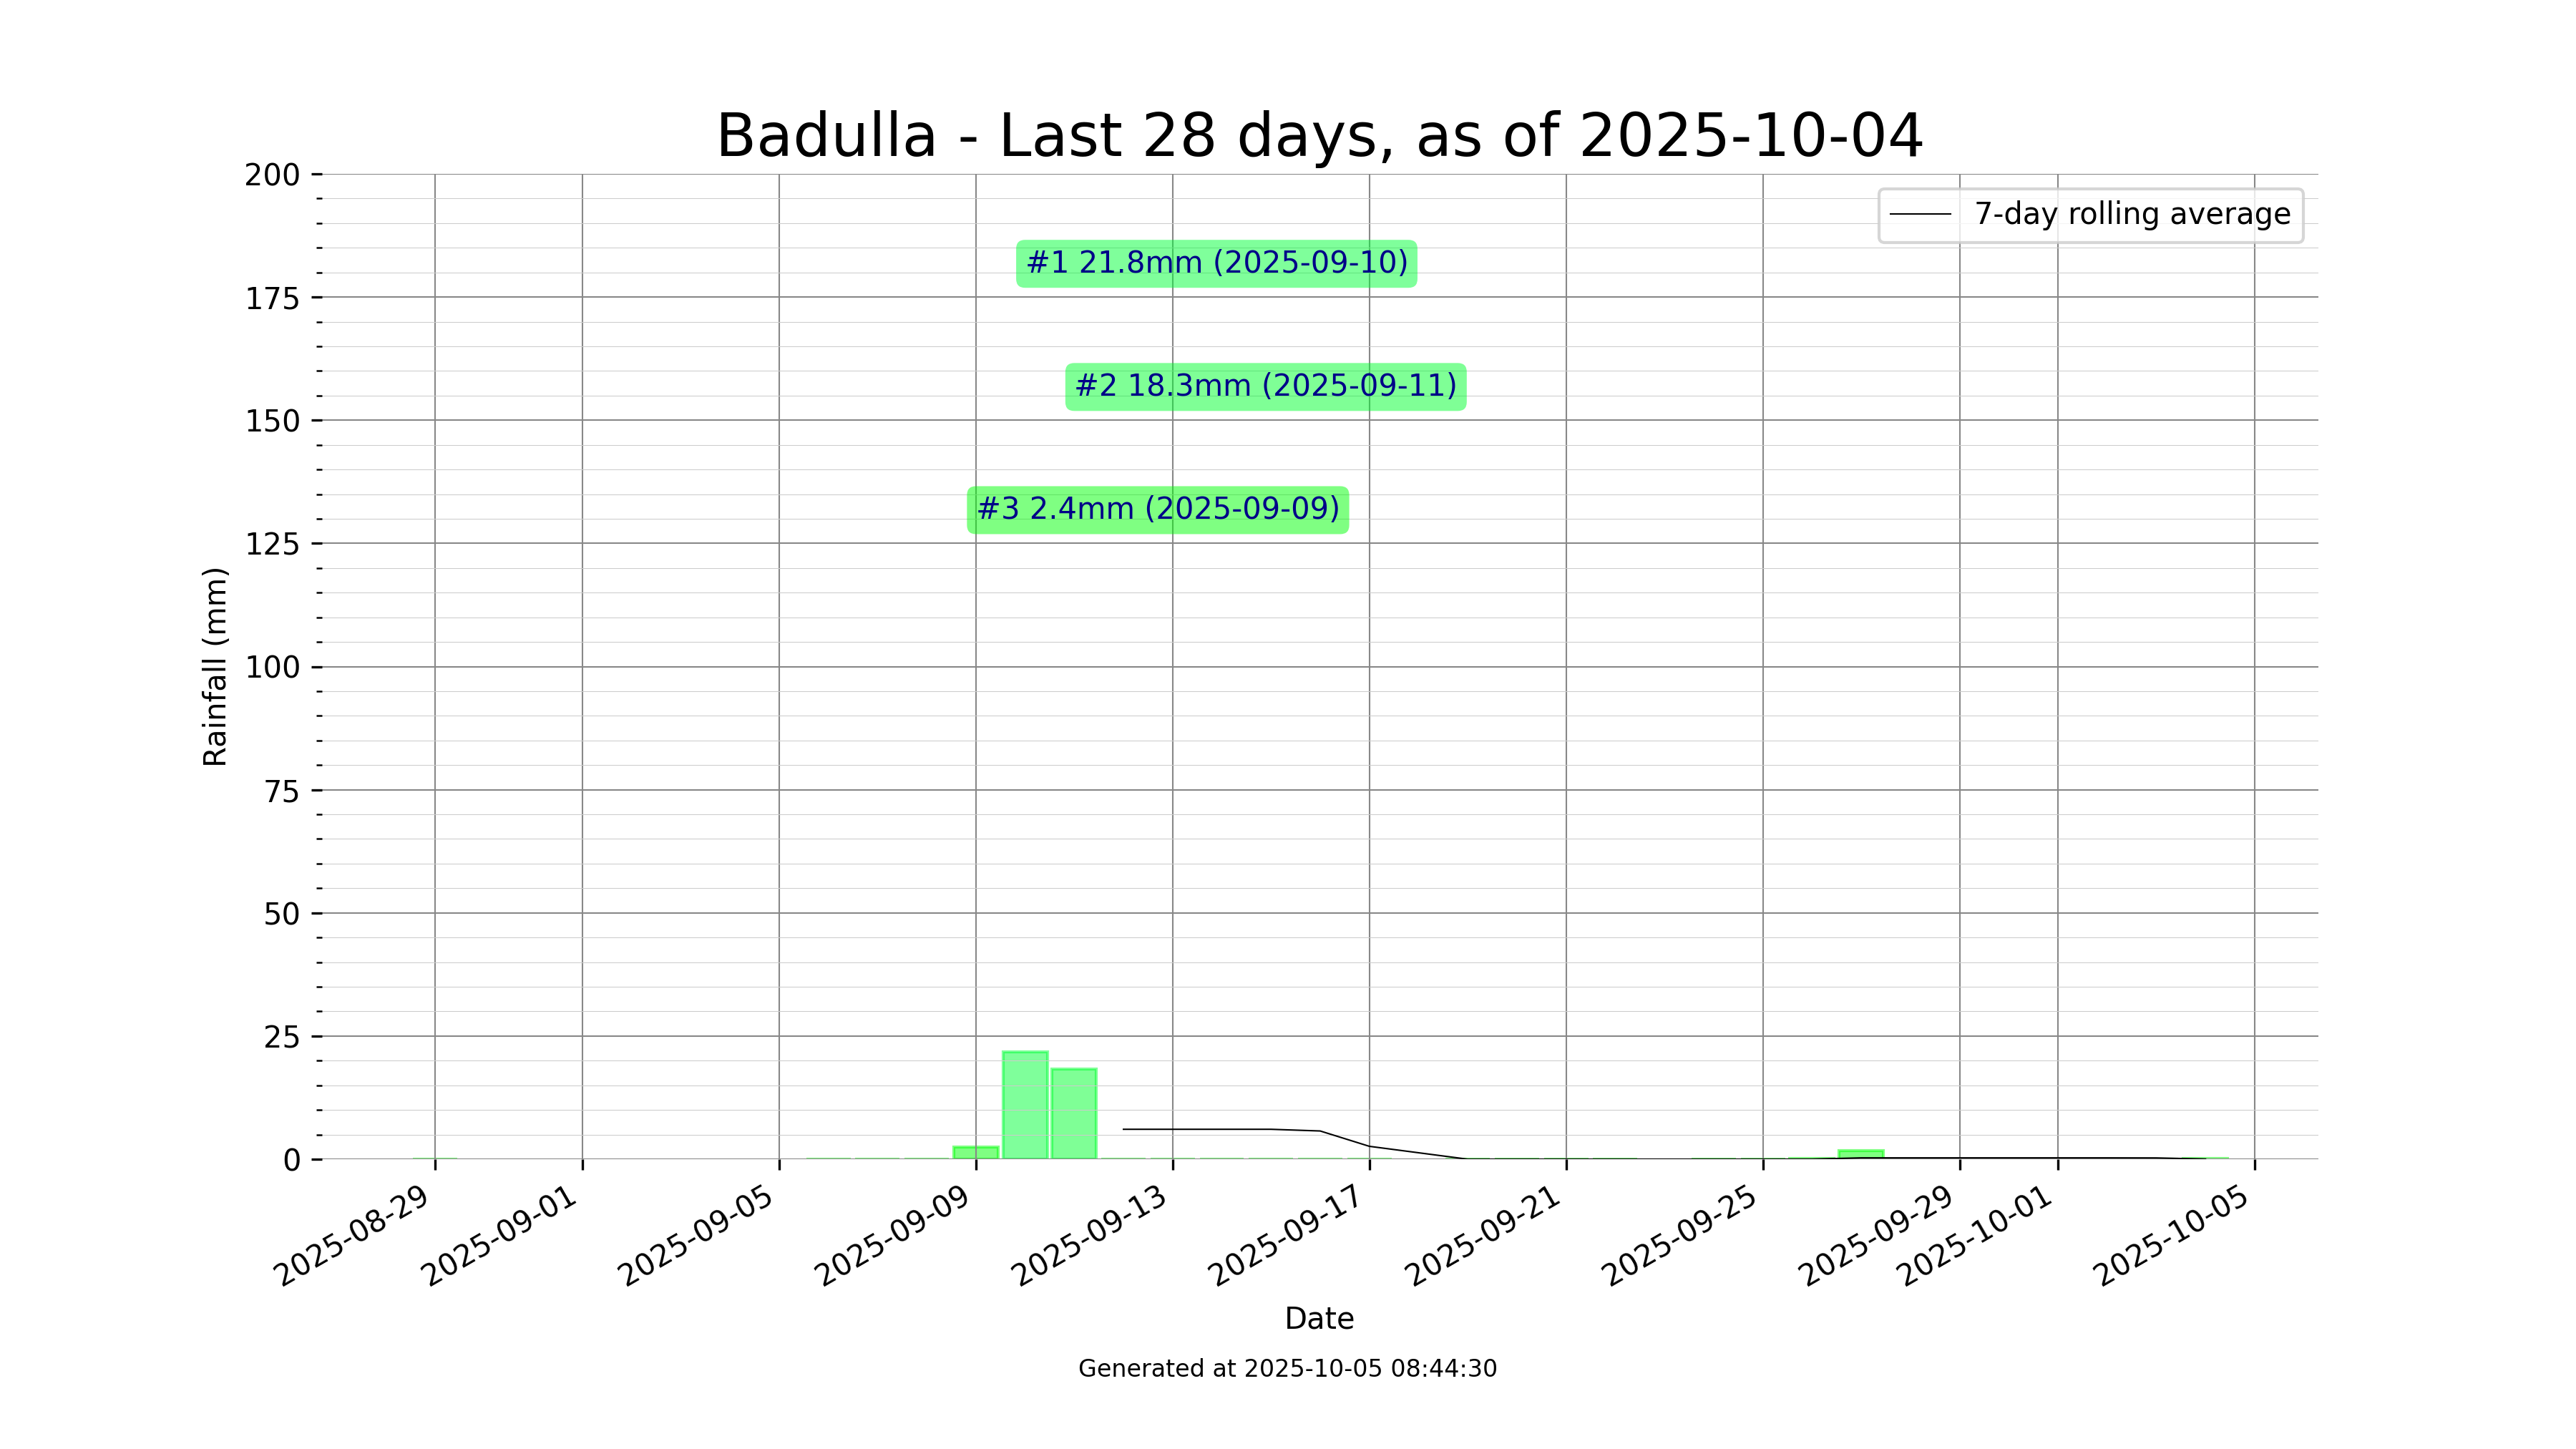 Badulla - Last 28 days, as of 2025-10-04
200
175
150
125
100
75
50
25
0
Rainfall (mm)
7-day rolling average
#1 21.8mm (2025-09-10)
#2 18.3mm (2025-09-11)
#3 2.4mm (2025-09-09)
2025-08-29
2025-09-01
2025-09-05
2025-09-09
2025-09-13
2025-09-17
2025-09-21
2025-09-25
2025-09-29
2025-10-01
2025-10-05
Date
Generated at 2025-10-05 08:44:30